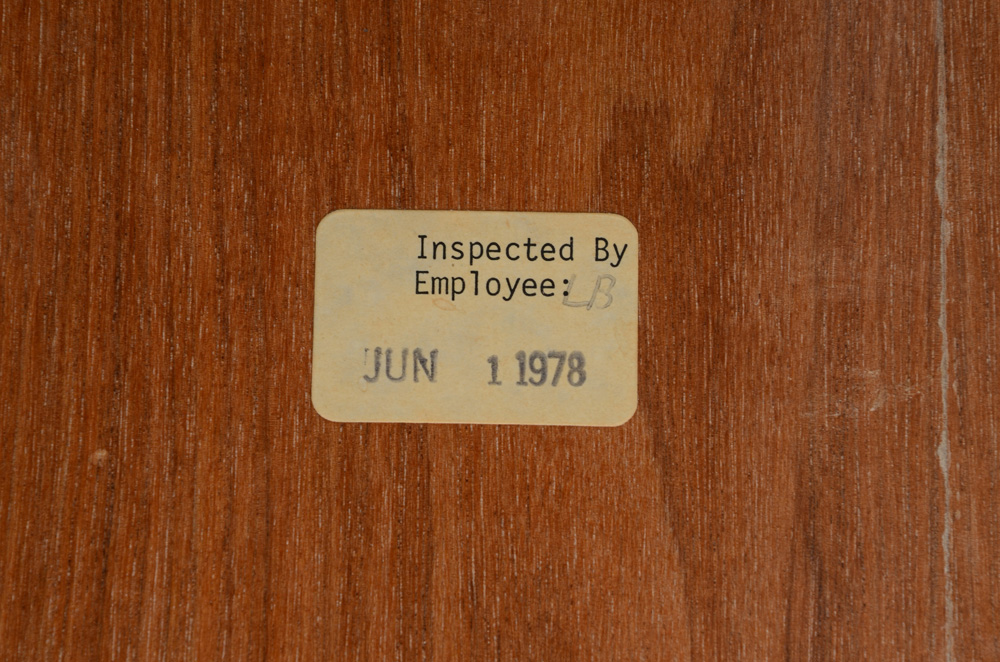 Inspected By
Employee: LB
JUN 1 1978